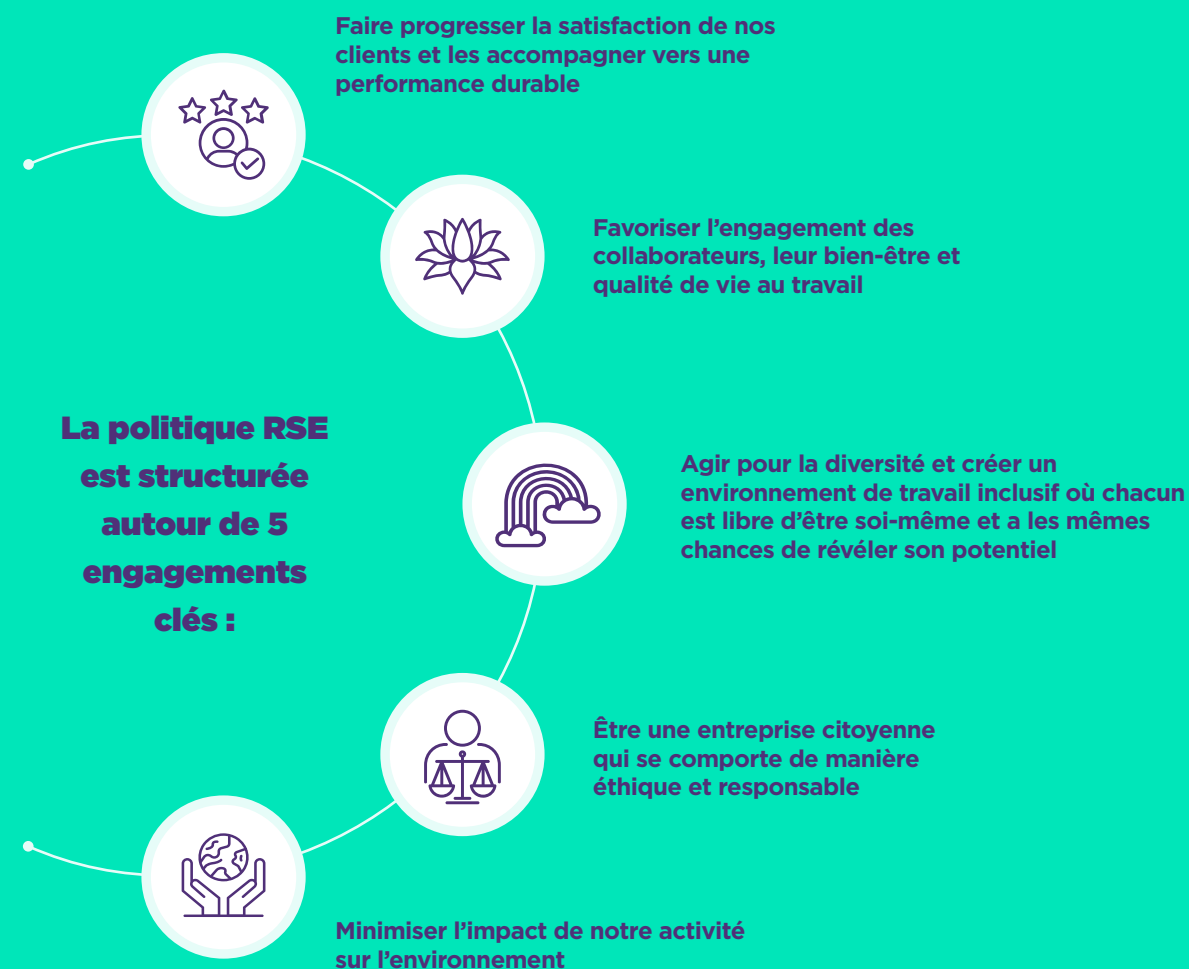 Faire progresser la satisfaction de nos
clients et les accompagner vers une
performance durable
Favoriser l’engagement des
collaborateurs, leur bien-être et
qualité de vie au travail
La politique RSE
est structurée
autour de 5
engagements
clés :
Agir pour la diversité et créer un
environnement de travail inclusif où chacun
est libre d’être soi-même et a les mêmes
chances de révéler son potentiel
Être une entreprise citoyenne
qui se comporte de manière
éthique et responsable
Minimiser l’impact de notre activité
sur l’environnement